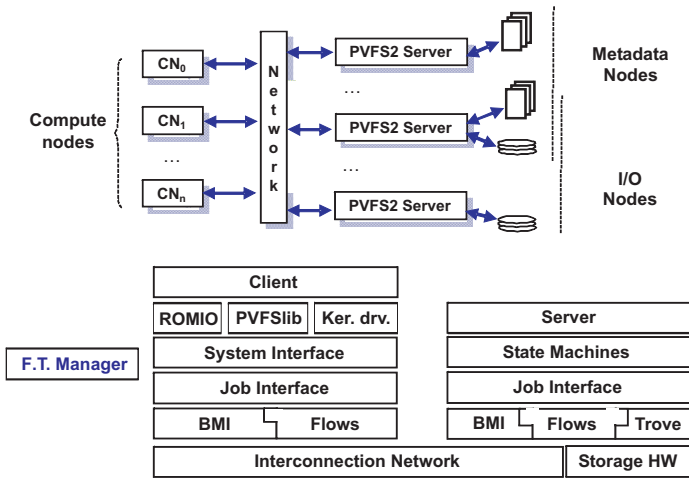 CN0
CN1
...
CNn
Compute
nodes
Network
PVFS2 Server
...
PVFS2 Server
...
PVFS2 Server
Metadata
Nodes
I/O
Nodes
Client
ROMIO
PVFSlib
Ker. drv.
System Interface
Job Interface
BMI
Flows
F.T. Manager
Server
State Machines
Job Interface
BMI
Flows
Trove
Interconnection Network
Storage HW